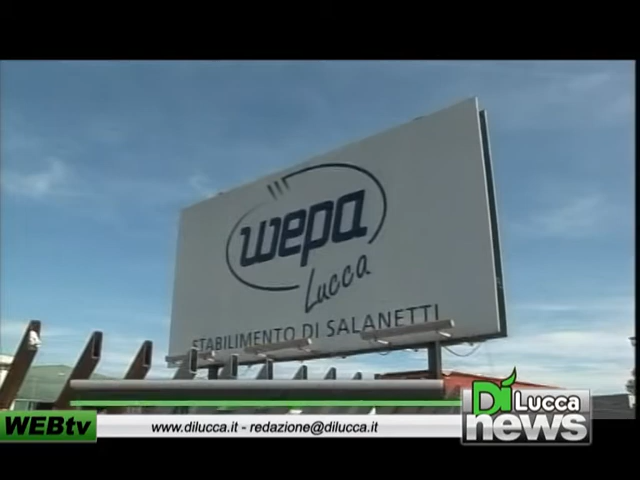 wepa
Lucca
STABILIMENTO DI SALANETTI
Di LUCCA
news
WEBtv
www.dilucca.it - redazione@dilucca.it